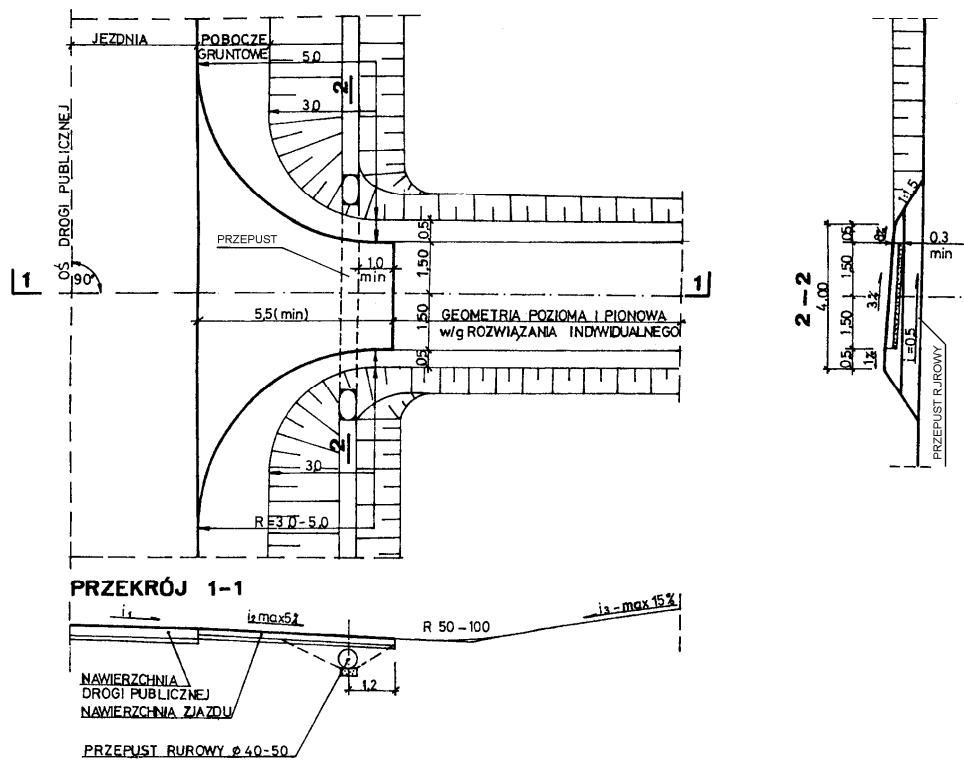 JEZDNIA
POBOCZE
GRUNTOWE
5.0
2
3.0
OŚ DROGI PUBLICZNEJ
90°
PRZEPUST
1.0
min
0.5
1.50
1.50
0.5
1
1
5,5 (min)
GEOMETRIA POZIOMA I PIONOWA
w/g ROZWIĄZANIA INDYWIDUALNEGO
2
3.0
R = 3.0 - 5.0
1:1.5
0.3
min
0.5
1.50
1.50
0.5
4.00
2-2
8%
3%
1%
i=0.5
PRZEPUST RJROWY
PRZEKRÓJ 1-1
i1
i2 max5%
R 50-100
i3 - max 15%
1.2
NAWIERZCHNIA
DROGI PUBLICZNEJ
NAWIERZCHNIA ZJAZDU
PRZEPUST RUROWY ø 40-50